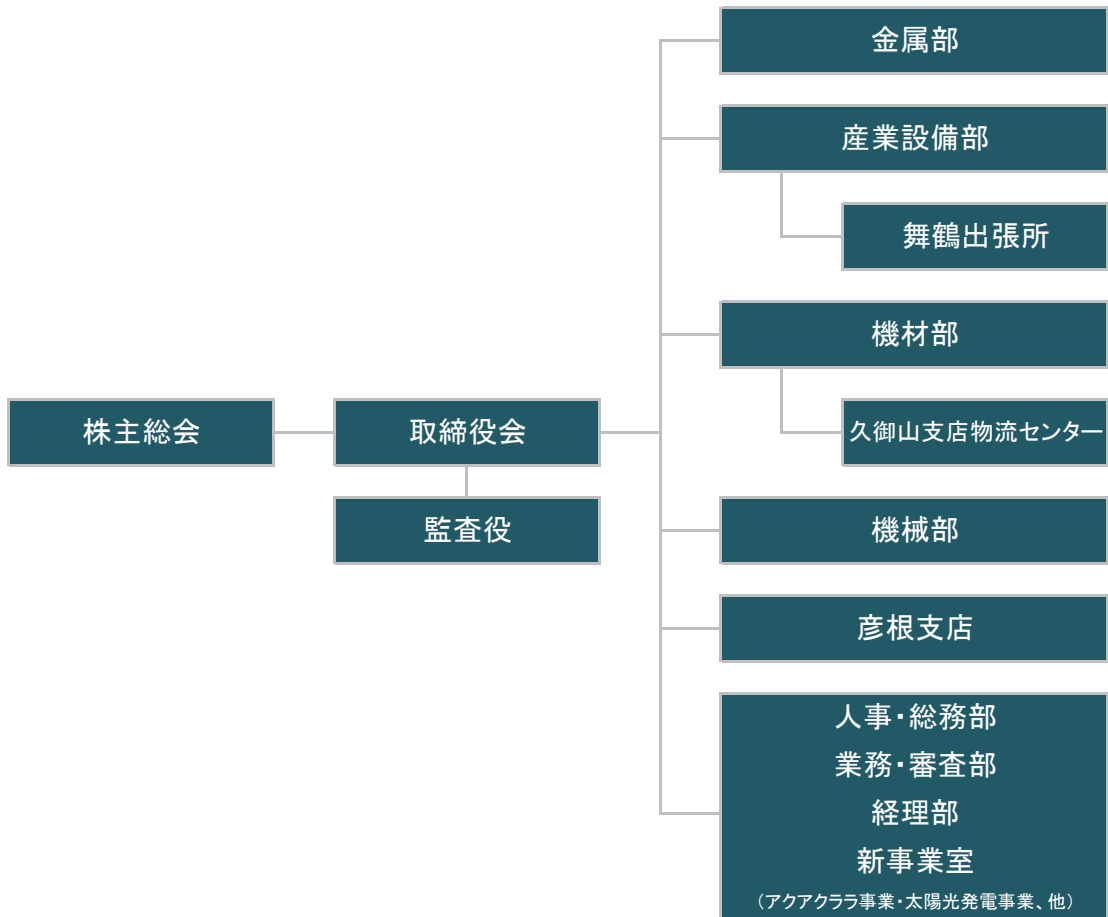 株主総会
取締役会
監査役
金属部
産業設備部
舞鶴出張所
機材部
久御山支店物流センター
機械部
彦根支店
人事・総務部
業務・審査部
経理部
新事業室
（アクアクララ事業・太陽光発電事業、他）